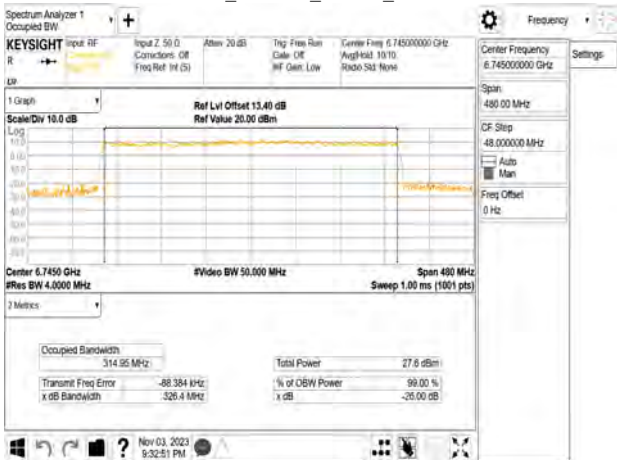 Spectrum Analyzer 1
Occupied BW
+
Frequency
KEYSIGHT
Input: RF
R
Input Z: 50 Ω
Corrections: Off
Freq Ref: Int (S)
Atten: 20 dB
Trig: Free Run
Gate: Off
#IF Gain: Low
Center Freq: 6.745000000 GHz
Avg|Hold: 10/10
Radio Std: None
1 Graph
Scale/Div 10.0 dB
Ref Lvl Offset 13.40 dB
Ref Value 20.00 dBm
Log
Center 6.7450 GHz
#Video BW 50.000 MHz
Span 480 MHz
#Res BW 4.0000 MHz
Sweep 1.00 ms (1001 pts)
2 Metrics
Occupied Bandwidth
314.95 MHz
Total Power
27.6 dBm
Transmit Freq Error
-88.384 kHz
% of OBW Power
99.00 %
x dB Bandwidth
326.4 MHz
x dB
-26.00 dB
Center Frequency
6.745000000 GHz
Settings
Span
480.00 MHz
CF Step
48.000000 MHz
Auto
Man
Freq Offset
0 Hz
?
Nov 03, 2023
9:32:51 PM